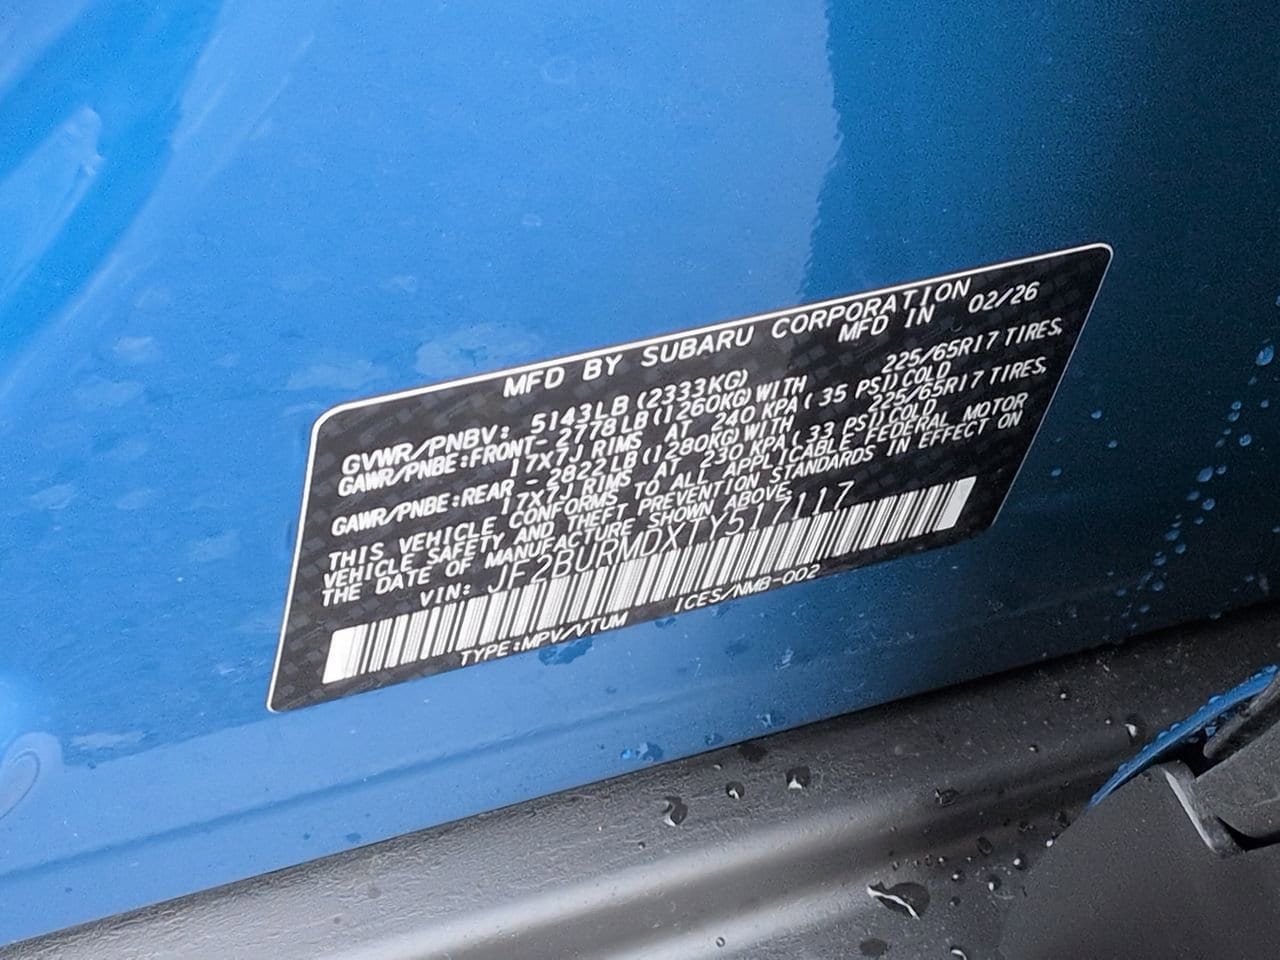 MFD BY SUBARU CORPORATION
MFD IN 02/26
GVWR/PNBV: 5143LB (2333KG)
GAWR/PNBE:FRONT- 2778LB(1260KG)WITH 225/65R17 TIRES,
17X7J RIMS AT 240 KPA(35 PSI)COLD
GAWR/PNBE:REAR - 2822LB(1280KG)WITH 225/65R17 TIRES,
17X7J RIMS AT 230 KPA(33 PSI)COLD
THIS VEHICLE CONFORMS TO ALL APPLICABLE FEDERAL MOTOR
VEHICLE SAFETY AND THEFT PREVENTION STANDARDS IN EFFECT ON
THE DATE OF MANUFACTURE SHOWN ABOVE.
VIN: JF2BURMDXTY517117
TYPE:MPV/VTUM ICES/NMB-002